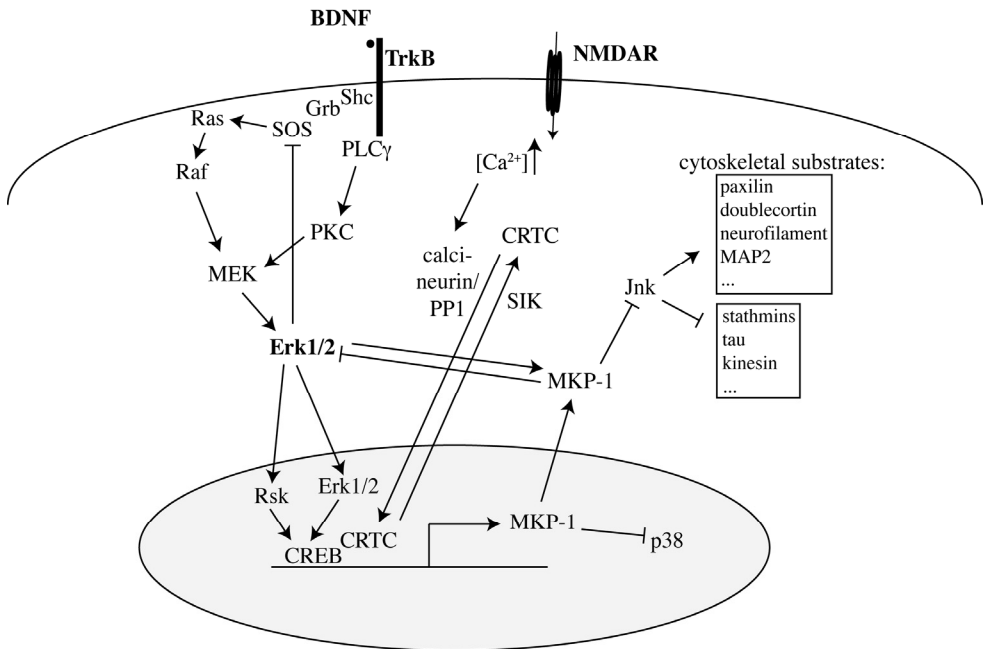 BDNF
TrkB
NMDAR
Shc
Grb
SOS
Ras
PLCγ
Raf
[Ca²⁺]
cytoskeletal substrates:
paxilin
doublecortin
neurofilament
MAP2
...
PKC
CRTC
calci-
neurin/
PP1
MEK
SIK
Jnk
stathmins
tau
kinesin
...
Erk1/2
MKP-1
Rsk
Erk1/2
MKP-1
CRTC
CREB
p38